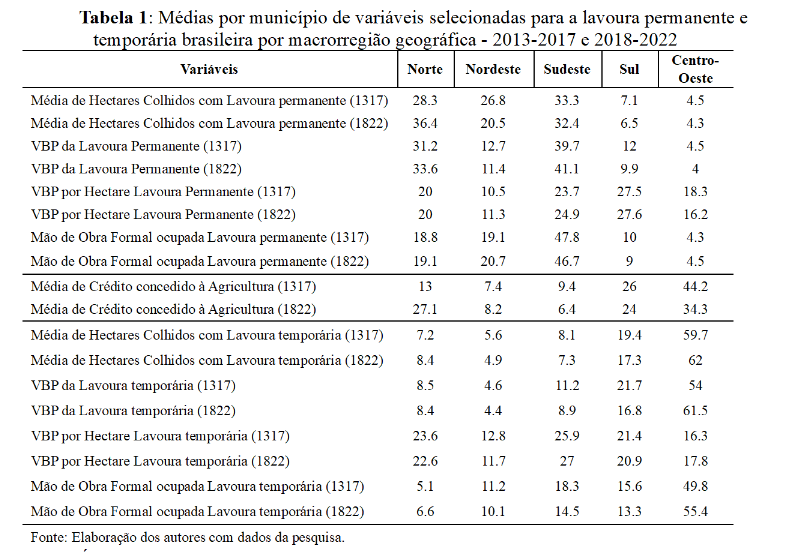 Tabela 1: Médias por município de variáveis selecionadas para a lavoura permanente e
temporária brasileira por macrorregião geográfica - 2013-2017 e 2018-2022
Variáveis Norte Nordeste Sudeste Sul Centro-Oeste
Média de Hectares Colhidos com Lavoura permanente (1317) 28.3 26.8 33.3 7.1 4.5
Média de Hectares Colhidos com Lavoura permanente (1822) 36.4 20.5 32.4 6.5 4.3
VBP da Lavoura Permanente (1317) 31.2 12.7 39.7 12 4.5
VBP da Lavoura Permanente (1822) 33.6 11.4 41.1 9.9 4
VBP por Hectare Lavoura Permanente (1317) 20 10.5 23.7 27.5 18.3
VBP por Hectare Lavoura Permanente (1822) 20 11.3 24.9 27.6 16.2
Mão de Obra Formal ocupada Lavoura permanente (1317) 18.8 19.1 47.8 10 4.3
Mão de Obra Formal ocupada Lavoura permanente (1822) 19.1 20.7 46.7 9 4.5
Média de Crédito concedido à Agricultura (1317) 13 7.4 9.4 26 44.2
Média de Crédito concedido à Agricultura (1822) 27.1 8.2 6.4 24 34.3
Média de Hectares Colhidos com Lavoura temporária (1317) 7.2 5.6 8.1 19.4 59.7
Média de Hectares Colhidos com Lavoura temporária (1822) 8.4 4.9 7.3 17.3 62
VBP da Lavoura temporária (1317) 8.5 4.6 11.2 21.7 54
VBP da Lavoura temporária (1822) 8.4 4.4 8.9 16.8 61.5
VBP por Hectare Lavoura temporária (1317) 23.6 12.8 25.9 21.4 16.3
VBP por Hectare Lavoura temporária (1822) 22.6 11.7 27 20.9 17.8
Mão de Obra Formal ocupada Lavoura temporária (1317) 5.1 11.2 18.3 15.6 49.8
Mão de Obra Formal ocupada Lavoura temporária (1822) 6.6 10.1 14.5 13.3 55.4
Fonte: Elaboração dos autores com dados da pesquisa.